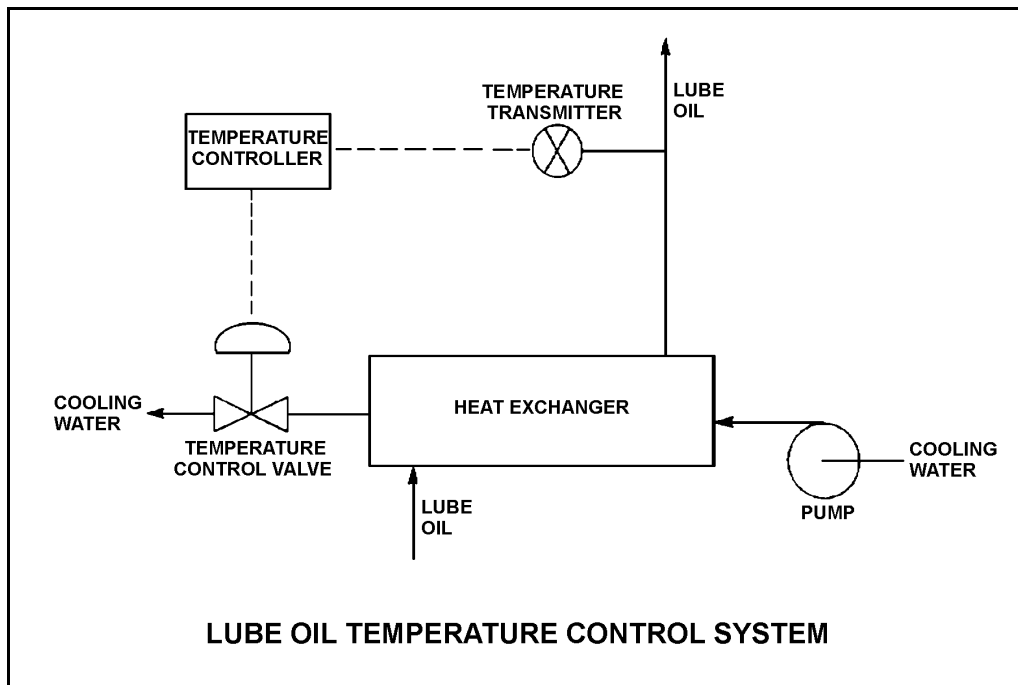 TEMPERATURE
TRANSMITTER
LUBE
OIL
TEMPERATURE
CONTROLLER
COOLING
WATER
TEMPERATURE
CONTROL VALVE
HEAT EXCHANGER
COOLING
WATER
PUMP
LUBE
OIL
LUBE OIL TEMPERATURE CONTROL SYSTEM